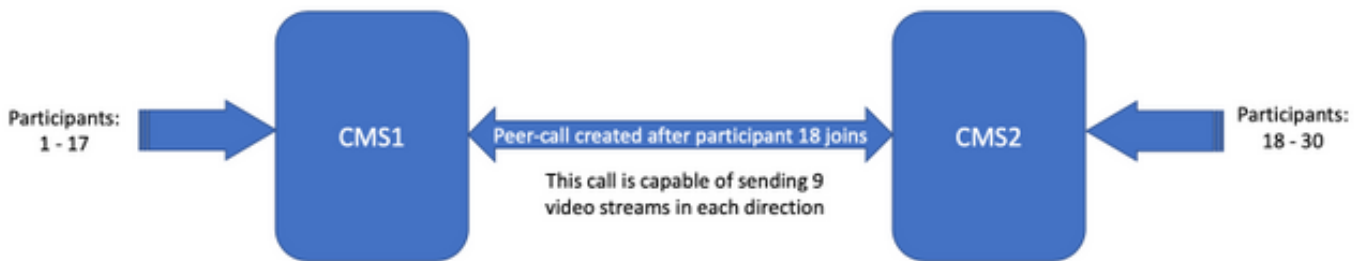 Participants:
1 - 17
CMS1
Peer-call created after participant 18 joins
This call is capable of sending 9
video streams in each direction
CMS2
Participants:
18 - 30